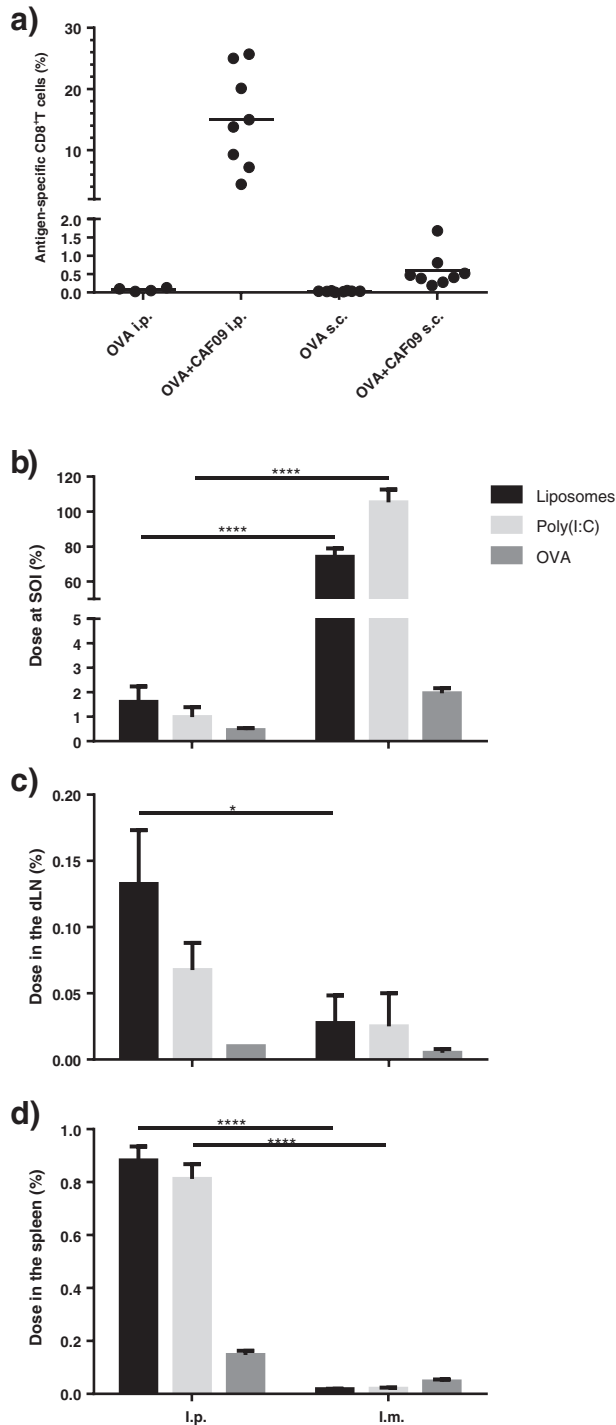 a)
Antigen-specific CD8⁺T cells (%)
30
20
10
2.0
1.5
1.0
0.5
0.0
OVA i.p.
OVA+CAF09 i.p.
OVA s.c.
OVA+CAF09 s.c.
b)
Dose at SOI (%)
120
100
80
60
5
4
3
2
1
0
****
****
Liposomes
Poly(I:C)
OVA
c)
Dose in the dLN (%)
0.20
0.15
0.10
0.05
0.00
*
d)
Dose in the spleen (%)
1.0
0.8
0.6
0.4
0.2
0.0
****
****
I.p.
I.m.